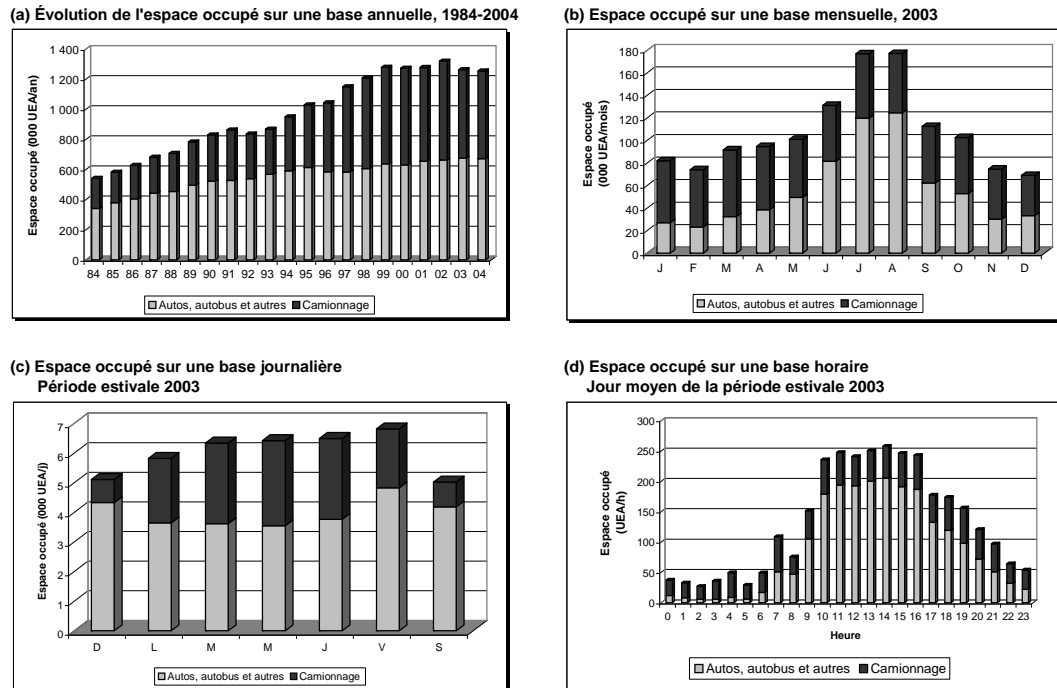 (a) Évolution de l'espace occupé sur une base annuelle, 1984-2004
Espace occupé (000 UEA/an)
1 400
1 200
1 000
800
600
400
200
0
84 85 86 87 88 89 90 91 92 93 94 95 96 97 98 99 00 01 02 03 04
Autos, autobus et autres Camionnage
(b) Espace occupé sur une base mensuelle, 2003
Espace occupé
(000 UEA/mois)
180
160
140
120
100
80
60
40
20
0
J F M A M J J A S O N D
Autos, autobus et autres Camionnage
(c) Espace occupé sur une base journalière
Période estivale 2003
Espace occupé (000 UEA/j)
7
6
5
4
3
2
1
0
D L M M J V S
Autos, autobus et autres Camionnage
(d) Espace occupé sur une base horaire
Jour moyen de la période estivale 2003
Espace occupé
(UEA/h)
300
250
200
150
100
50
0
0 1 2 3 4 5 6 7 8 9 10 11 12 13 14 15 16 17 18 19 20 21 22 23
Heure
Autos, autobus et autres Camionnage